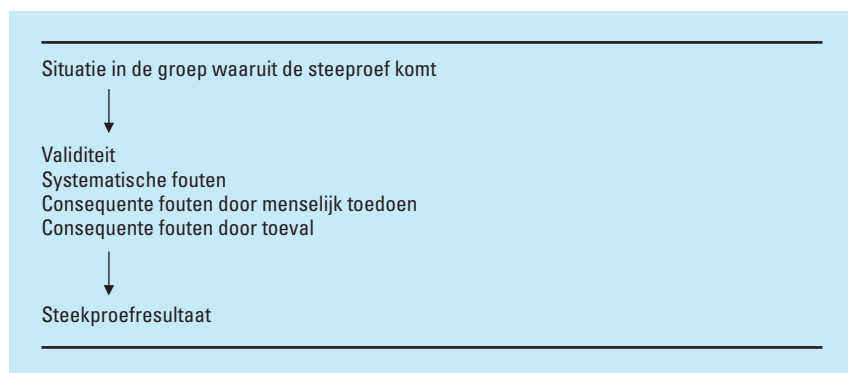 Situatie in de groep waaruit de steeproef komt
Validiteit
Systematische fouten
Consequente fouten door menselijk toedoen
Consequente fouten door toeval
Steekproefresultaat